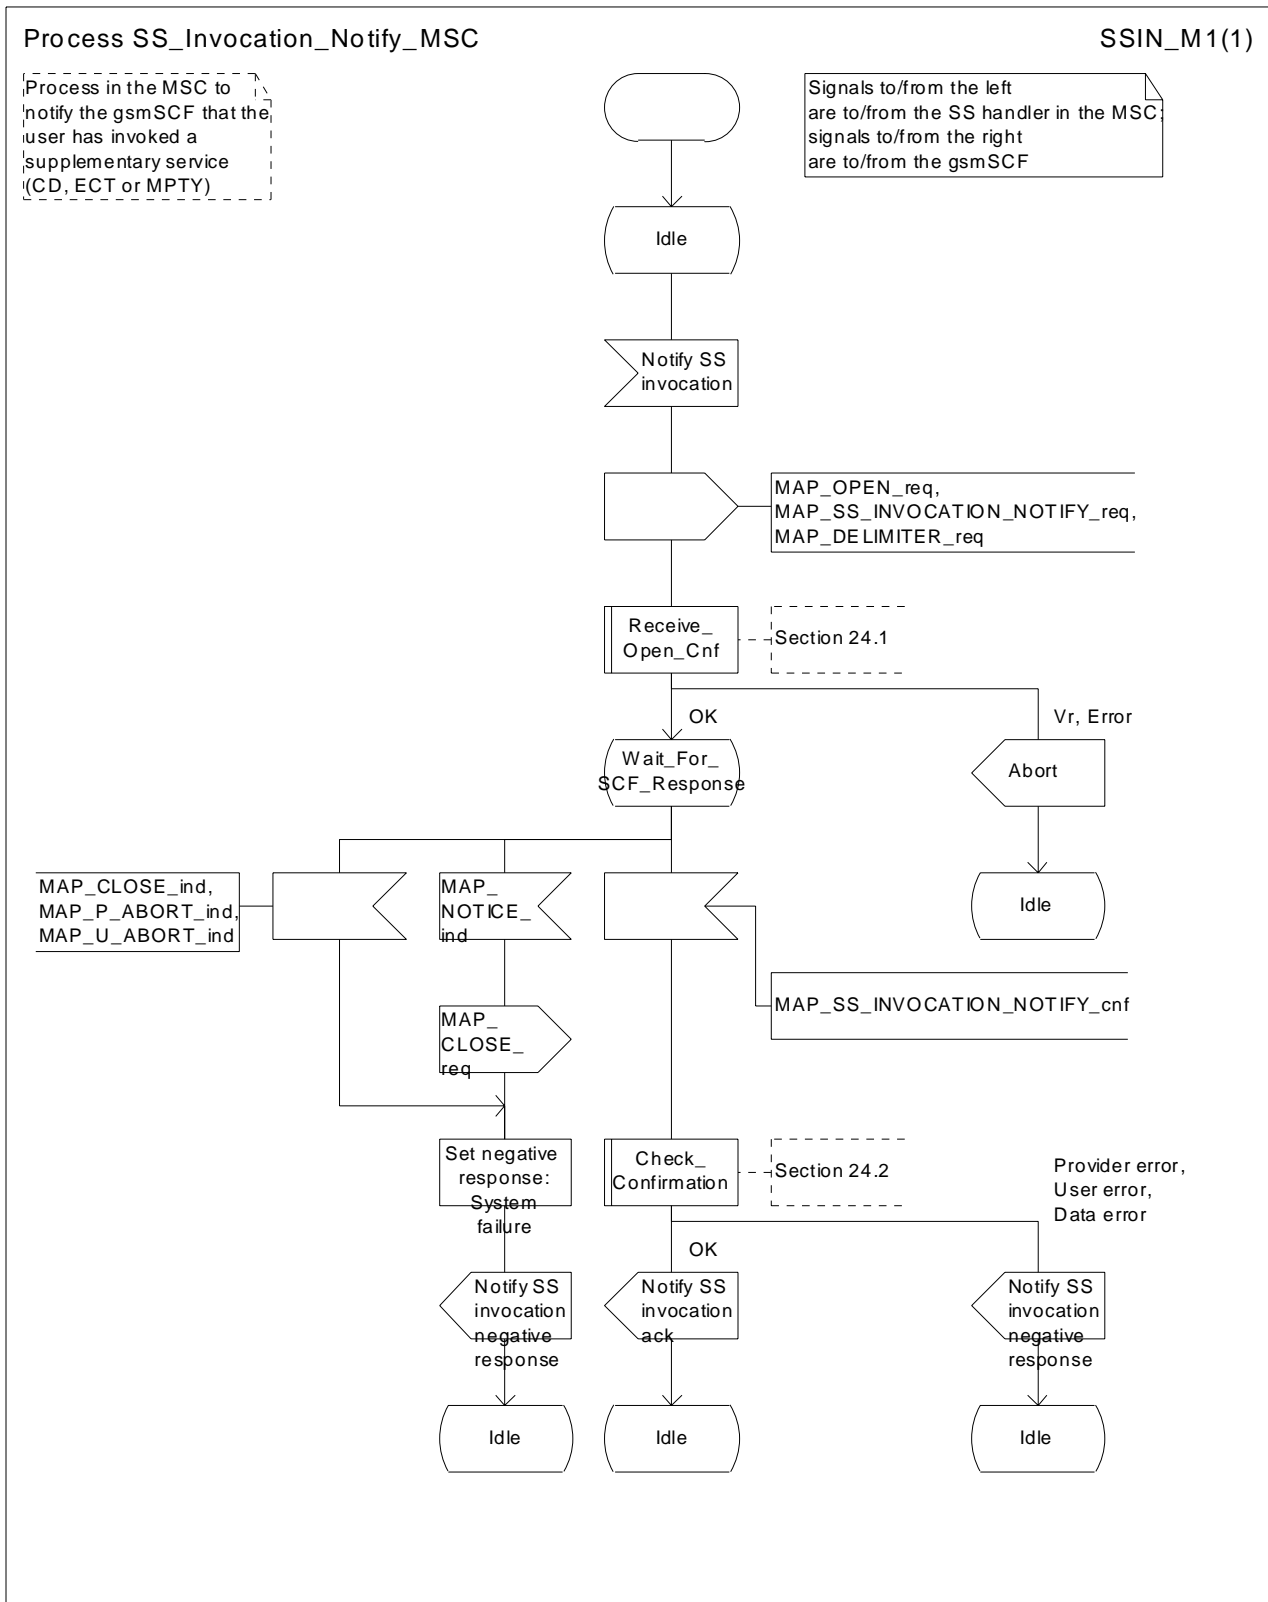 Process SS_Invocation_Notify_MSC
SSIN_M1(1)
Process in the MSC to
notify the gsmSCF that the
user has invoked a
supplementary service
(CD, ECT or MPTY)
Signals to/from the left
are to/from the SS handler in the MSC;
signals to/from the right
are to/from the gsmSCF
Idle
Notify SS
invocation
MAP_OPEN_req,
MAP_SS_INVOCATION_NOTIFY_req,
MAP_DELIMITER_req
Receive_
Open_Cnf
Section 24.1
OK
Vr, Error
Wait_For_
SCF_Response
Abort
MAP_CLOSE_ind,
MAP_P_ABORT_ind,
MAP_U_ABORT_ind
MAP_
NOTICE_
ind
Idle
MAP_SS_INVOCATION_NOTIFY_cnf
MAP_
CLOSE_
req
Set negative
response:
System
failure
Check_
Confirmation
Section 24.2
Provider error,
User error,
Data error
OK
Notify SS
invocation
negative
response
Notify SS
invocation
ack
Notify SS
invocation
negative
response
Idle
Idle
Idle